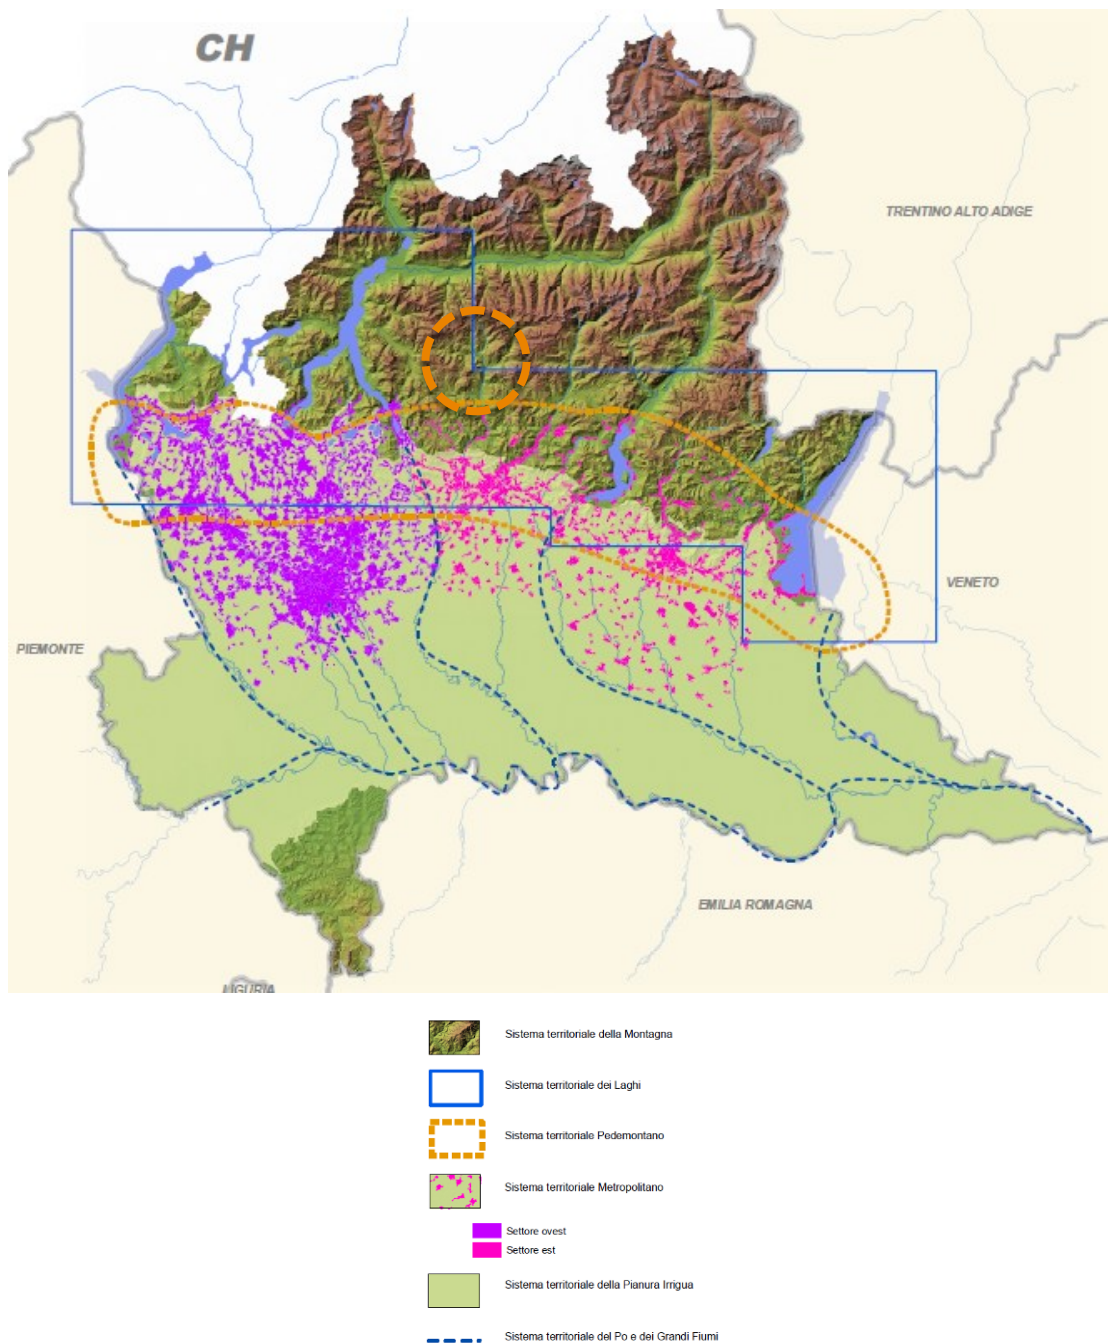 CH
TRENTINO ALTO ADIGE
VENETO
PIEMONTE
EMILIA ROMAGNA
LIGURIA
Sistema territoriale della Montagna
Sistema territoriale dei Laghi
Sistema territoriale Pedemontano
Sistema territoriale Metropolitano
Settore ovest
Settore est
Sistema territoriale della Pianura Irrigua
Sistema territoriale del Po e dei Grandi Fiumi